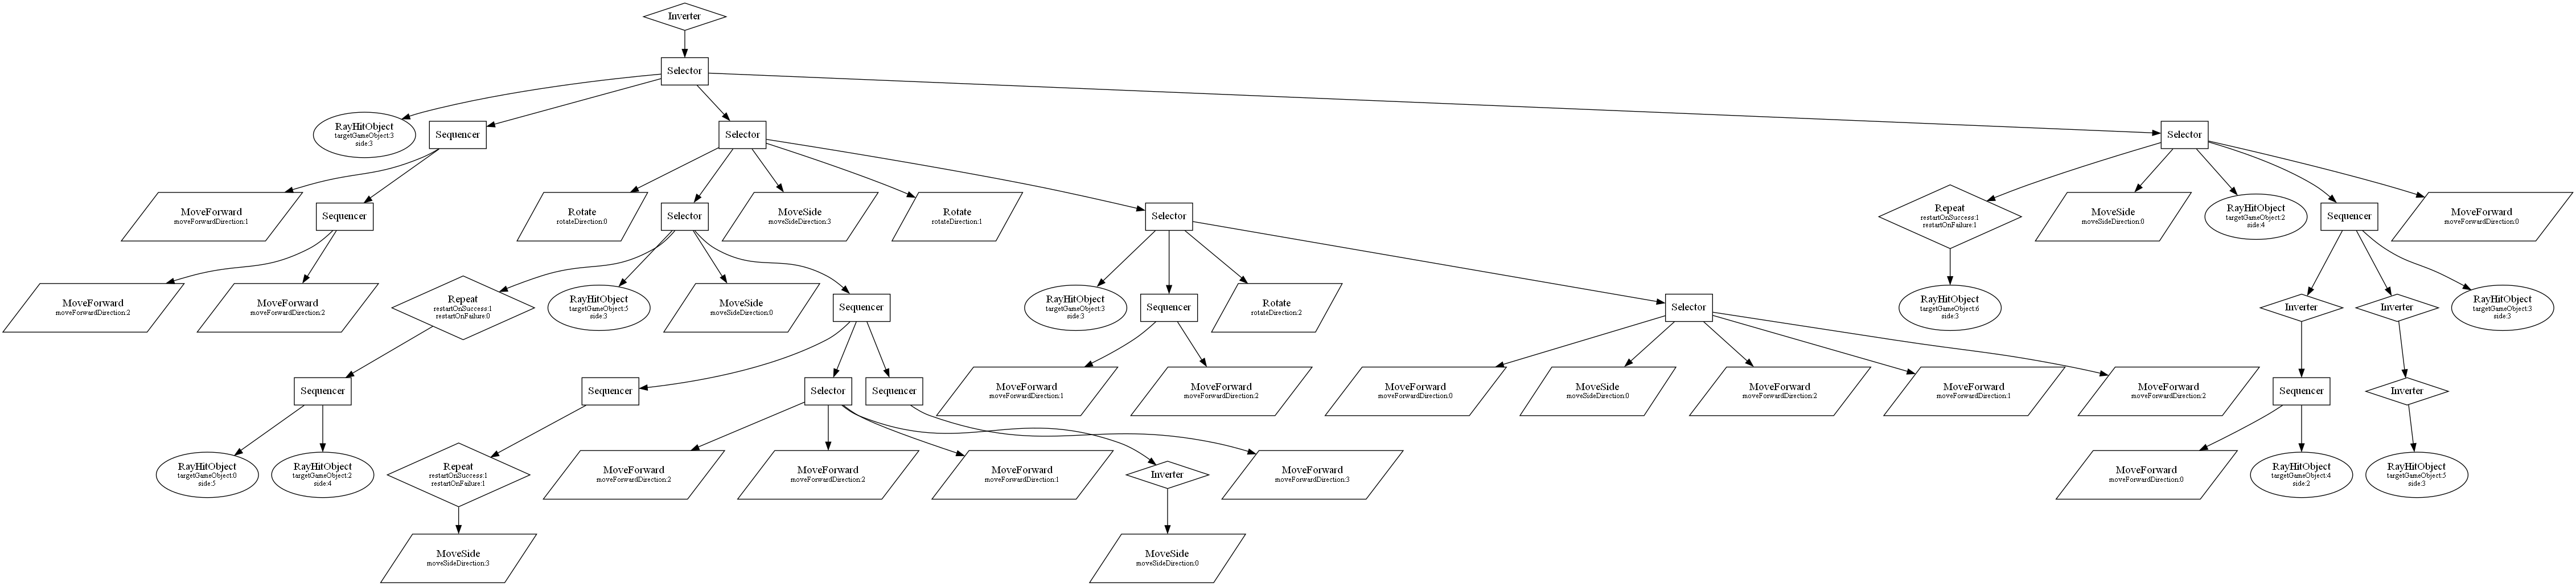 Inverter
Selector
RayHitObject
targetGameObject:3
side:3
Sequencer
Selector
Selector
MoveForward
moveForwardDirection:1
Sequencer
Rotate
rotateDirection:0
Selector
MoveSide
moveSideDirection:3
Rotate
rotateDirection:1
Selector
Repeat
restartOnSuccess:1
restartOnFailure:1
MoveSide
moveSideDirection:0
RayHitObject
targetGameObject:2
side:4
Sequencer
MoveForward
moveForwardDirection:0
MoveForward
moveForwardDirection:2
MoveForward
moveForwardDirection:2
Repeat
restartOnSuccess:1
restartOnFailure:0
RayHitObject
targetGameObject:5
side:3
MoveSide
moveSideDirection:0
Sequencer
RayHitObject
targetGameObject:3
side:3
Sequencer
Rotate
rotateDirection:2
Selector
RayHitObject
targetGameObject:6
side:3
Inverter
Inverter
RayHitObject
targetGameObject:3
side:3
Sequencer
Sequencer
Selector
Sequencer
MoveForward
moveForwardDirection:1
MoveForward
moveForwardDirection:2
MoveForward
moveForwardDirection:0
MoveSide
moveSideDirection:0
MoveForward
moveForwardDirection:2
MoveForward
moveForwardDirection:1
MoveForward
moveForwardDirection:2
Sequencer
Inverter
RayHitObject
targetGameObject:0
side:5
RayHitObject
targetGameObject:2
side:4
Repeat
restartOnSuccess:1
restartOnFailure:1
MoveForward
moveForwardDirection:2
MoveForward
moveForwardDirection:2
MoveForward
moveForwardDirection:1
Inverter
MoveForward
moveForwardDirection:3
MoveForward
moveForwardDirection:0
RayHitObject
targetGameObject:4
side:2
RayHitObject
targetGameObject:5
side:3
MoveSide
moveSideDirection:3
MoveSide
moveSideDirection:0